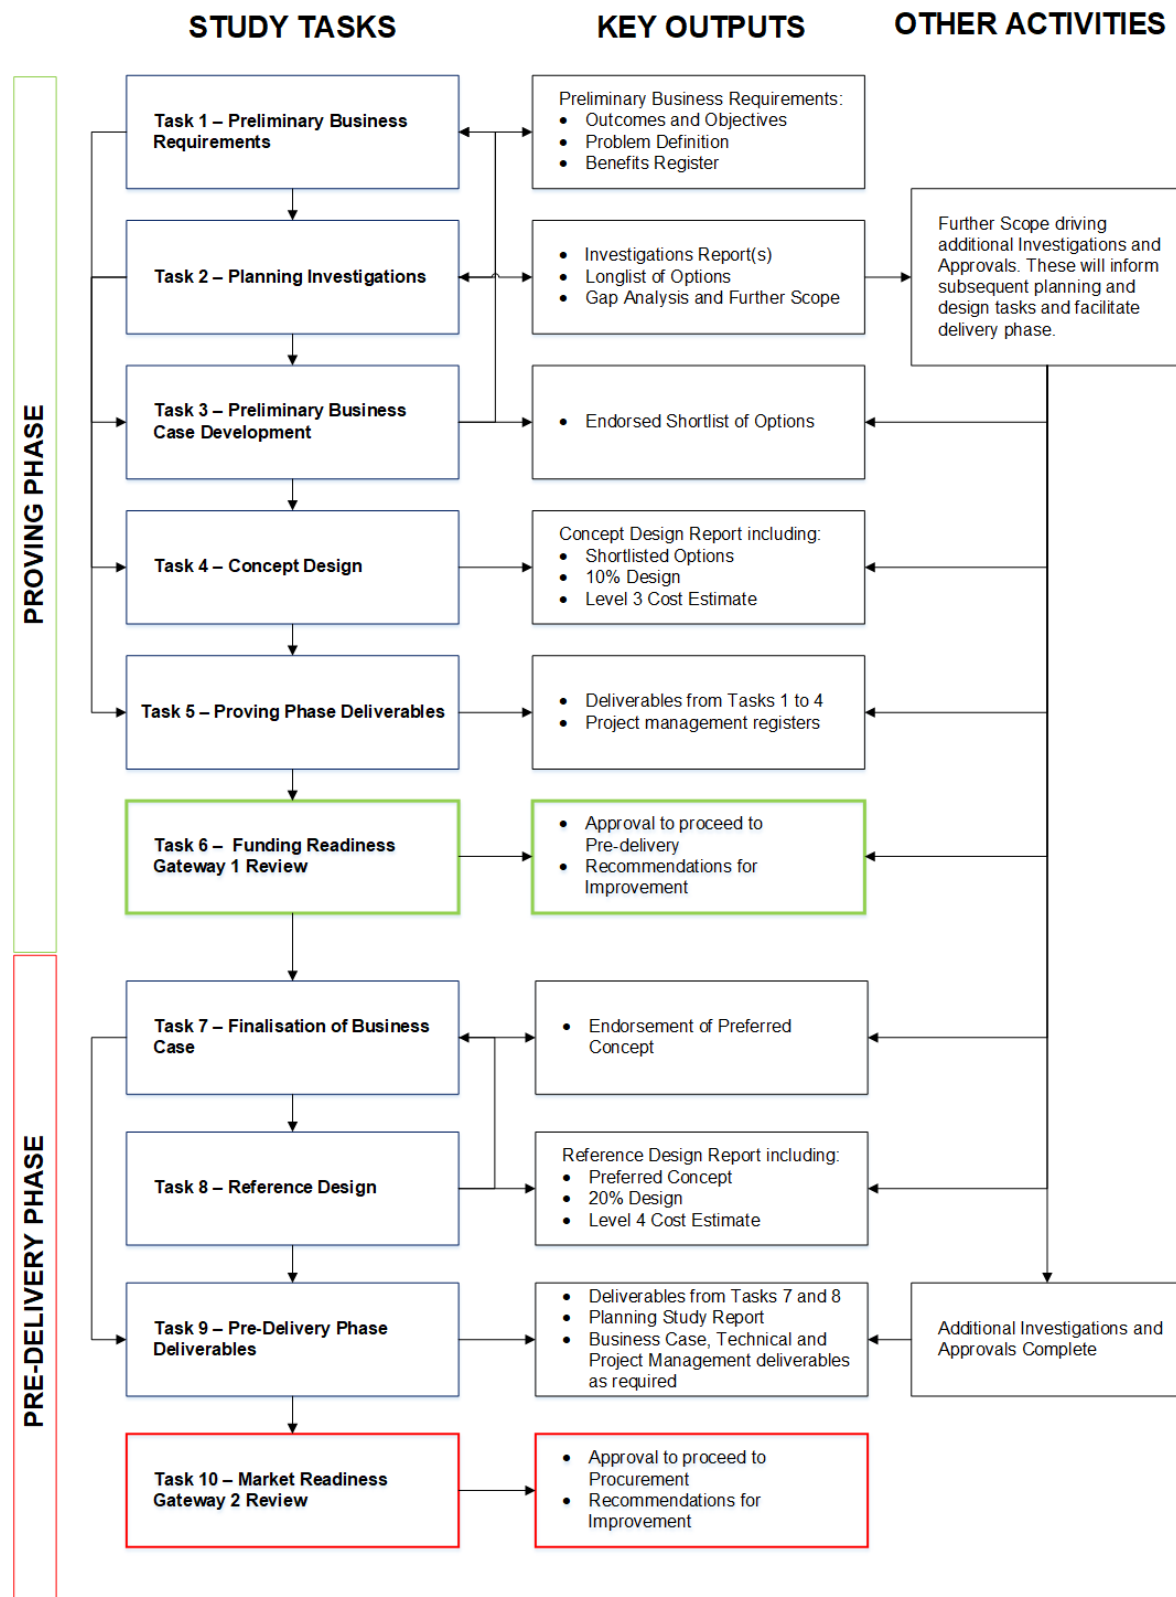 STUDY TASKS
KEY OUTPUTS
OTHER ACTIVITIES
PROVING PHASE
Task 1 – Preliminary Business
Requirements
Preliminary Business Requirements:
• Outcomes and Objectives
• Problem Definition
• Benefits Register
Task 2 – Planning Investigations
• Investigations Report(s)
• Longlist of Options
• Gap Analysis and Further Scope
Further Scope driving
additional Investigations and
Approvals. These will inform
subsequent planning and
design tasks and facilitate
delivery phase.
Task 3 – Preliminary Business
Case Development
• Endorsed Shortlist of Options
Task 4 – Concept Design
Concept Design Report including:
• Shortlisted Options
• 10% Design
• Level 3 Cost Estimate
Task 5 – Proving Phase Deliverables
• Deliverables from Tasks 1 to 4
• Project management registers
Task 6 – Funding Readiness
Gateway 1 Review
• Approval to proceed to
Pre-delivery
• Recommendations for
Improvement
PRE-DELIVERY PHASE
Task 7 – Finalisation of Business
Case
• Endorsement of Preferred
Concept
Task 8 – Reference Design
Reference Design Report including:
• Preferred Concept
• 20% Design
• Level 4 Cost Estimate
Task 9 – Pre-Delivery Phase
Deliverables
• Deliverables from Tasks 7 and 8
• Planning Study Report
• Business Case, Technical and
Project Management deliverables
as required
Additional Investigations and
Approvals Complete
Task 10 – Market Readiness
Gateway 2 Review
• Approval to proceed to
Procurement
• Recommendations for
Improvement